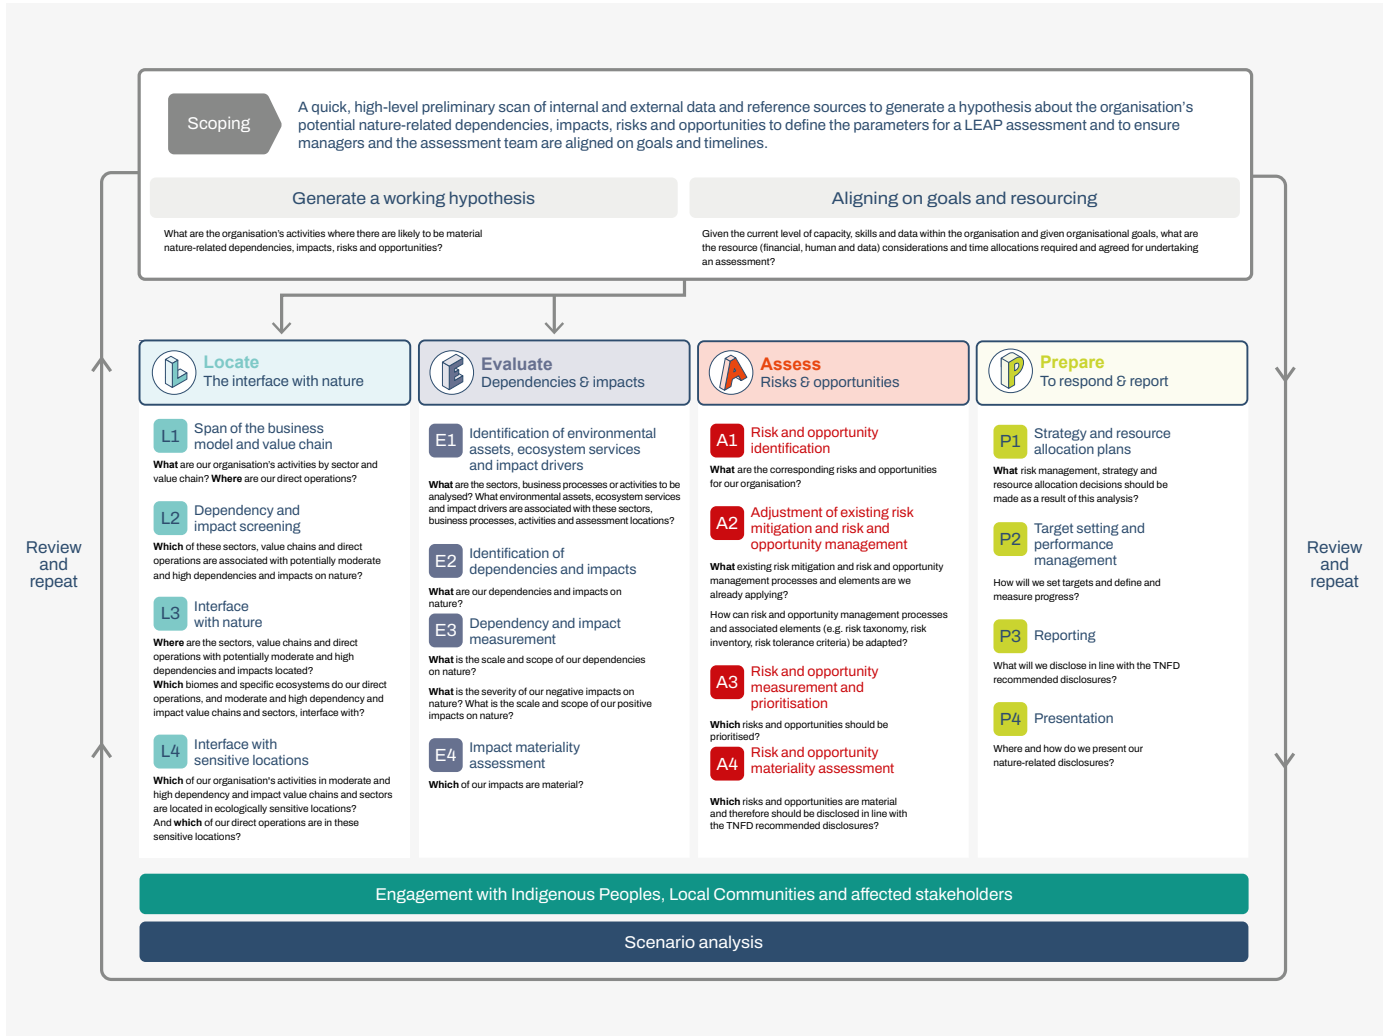 Scoping
A quick, high-level preliminary scan of internal and external data and reference sources to generate a hypothesis about the organisation's
potential nature-related dependencies, impacts, risks and opportunities to define the parameters for a LEAP assessment and to ensure
managers and the assessment team are aligned on goals and timelines.
Generate a working hypothesis
What are the organisation's activities where there are likely to be material
nature-related dependencies, impacts, risks and opportunities?
Aligning on goals and resourcing
Given the current level of capacity, skills and data within the organisation and given organisational goals, what are
the resource (financial, human and data) considerations and time allocations required and agreed for undertaking
an assessment?
Review
and
repeat
L
Locate
The interface with nature
L1
Span of the business
model and value chain
What are our organisation's activities by sector and
value chain? Where are our direct operations?
L2
Dependency and
impact screening
Which of these sectors, value chains and direct
operations are associated with potentially moderate
and high dependencies and impacts on nature?
L3
Interface
with nature
Where are the sectors, value chains and direct
operations with potentially moderate and high
dependencies and impacts located?
Which biomes and specific ecosystems do our direct
operations, and moderate and high dependency and
impact value chains and sectors, interface with?
L4
Interface with
sensitive locations
Which of our organisation's activities in moderate and
high dependency and impact value chains and sectors
are located in ecologically sensitive locations?
And which of our direct operations are in these
sensitive locations?
E
Evaluate
Dependencies & impacts
E1
Identification of environmental
assets, ecosystem services
and impact drivers
What are the sectors, business processes or activities to be
analysed? What environmental assets, ecosystem services
and impact drivers are associated with these sectors,
business processes, activities and assessment locations?
E2
Identification of
dependencies and impacts
What are our dependencies and impacts on
nature?
E3
Dependency and impact
measurement
What is the scale and scope of our dependencies
on nature?
What is the severity of our negative impacts on
nature? What is the scale and scope of our positive
impacts on nature?
E4
Impact materiality
assessment
Which of our impacts are material?
A
Assess
Risks & opportunities
A1
Risk and opportunity
identification
What are the corresponding risks and opportunities
for our organisation?
A2
Adjustment of existing risk
mitigation and risk and
opportunity management
What existing risk mitigation and risk and opportunity
management processes and elements are we
already applying?
How can risk and opportunity management processes
and associated elements (e.g. risk taxonomy, risk
inventory, risk tolerance criteria) be adapted?
A3
Risk and opportunity
measurement and
prioritisation
Which risks and opportunities should be
prioritised?
A4
Risk and opportunity
materiality assessment
Which risks and opportunities are material
and therefore should be disclosed in line with
the TNFD recommended disclosures?
P
Prepare
To respond & report
P1
Strategy and resource
allocation plans
What risk management, strategy and
resource allocation decisions should be
made as a result of this analysis?
P2
Target setting and
performance
management
How will we set targets and define and
measure progress?
P3
Reporting
What will we disclose in line with the TNFD
recommended disclosures?
P4
Presentation
Where and how do we present our
nature-related disclosures?
Review
and
repeat
Engagement with Indigenous Peoples, Local Communities and affected stakeholders
Scenario analysis